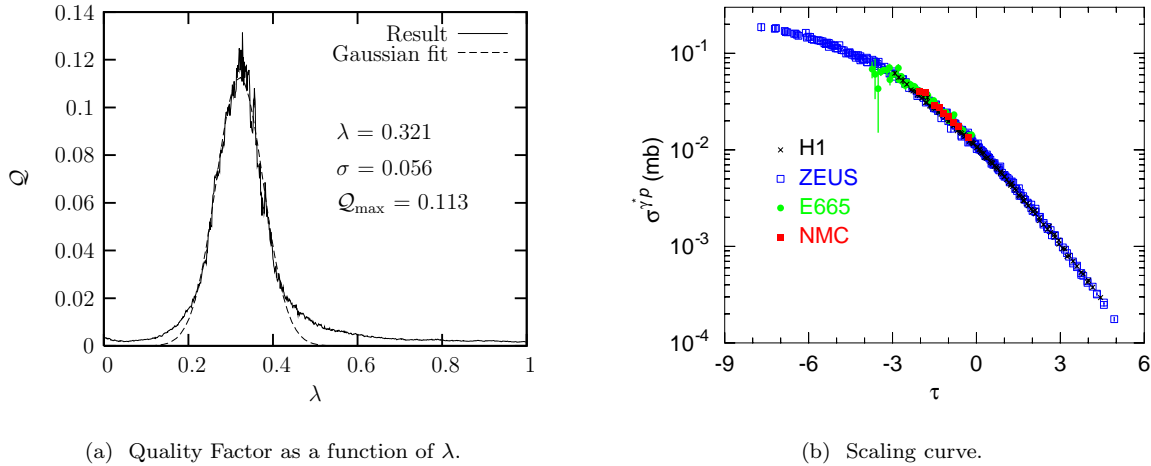 0.14
0.12
0.1
0.08
0.06
0.04
0.02
0
Q
Result
Gaussian fit
λ = 0.321
σ = 0.056
Q_max = 0.113
0 0.2 0.4 0.6 0.8 1
λ
(a) Quality Factor as a function of λ.
10^-1
10^-2
10^-3
10^-4
σ^γ*p (mb)
H1
ZEUS
E665
NMC
-9 -6 -3 0 3 6
τ
(b) Scaling curve.